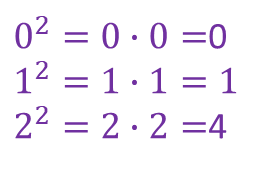 0² = 0 · 0 =0
1² = 1 · 1 = 1
2² = 2 · 2 =4